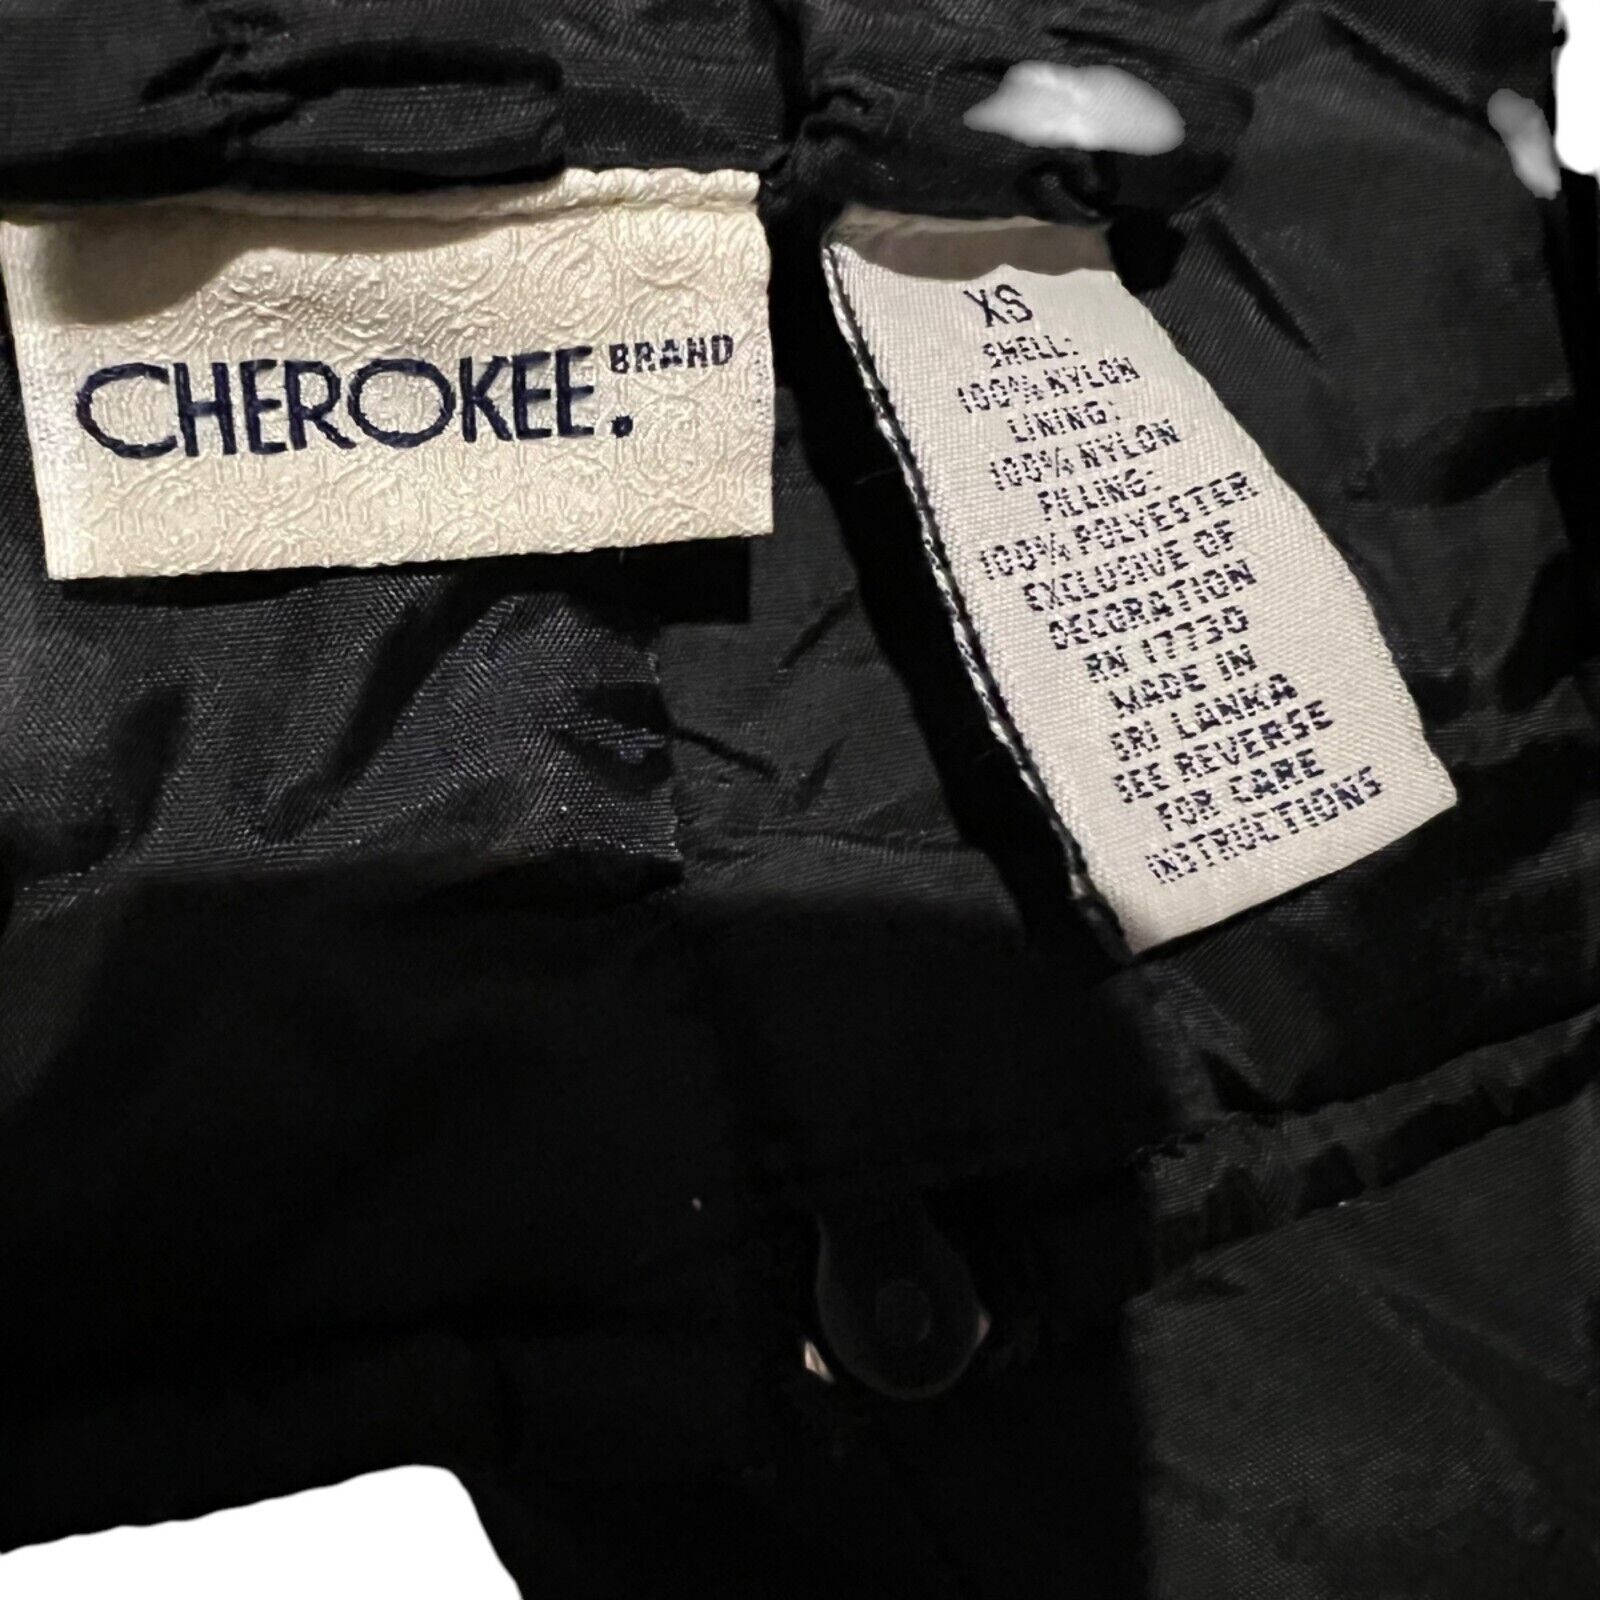 CHEROKEE. BRAND
XS
SHELL:
100% NYLON
LINING:
100% NYLON
FILLING:
100% POLYESTER
EXCLUSIVE OF
DECORATION
RN 17730
MADE IN
SRI LANKA
SEE REVERSE
FOR CARE
INSTRUCTIONS